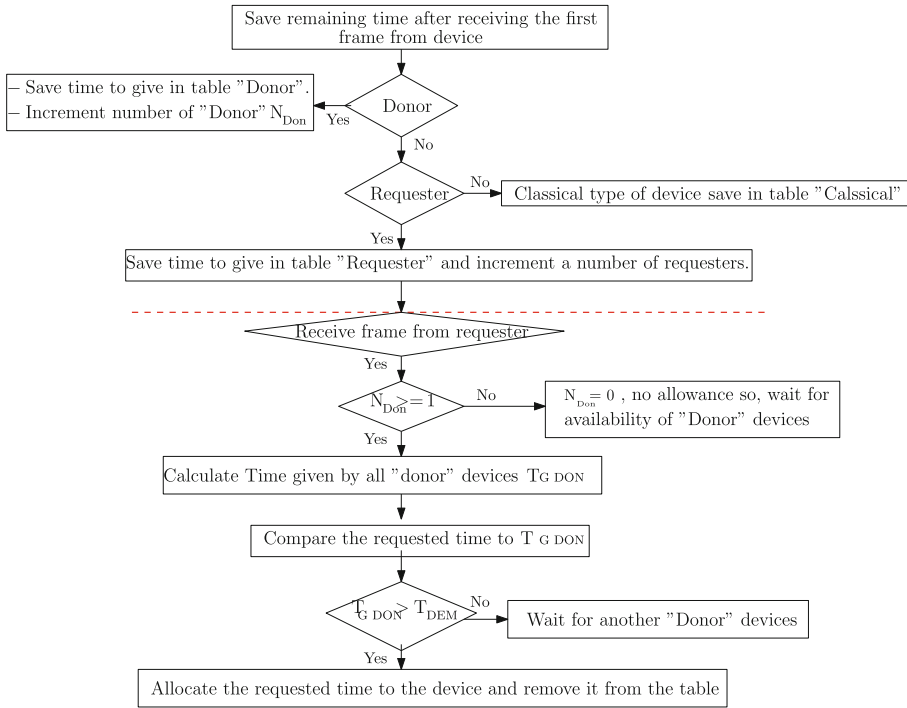 Save remaining time after receiving the first
frame from device
Donor
– Save time to give in table "Donor".
– Increment number of "Donor" N_Don
Yes
No
Requester
No
Classical type of device save in table "Calssical"
Yes
Save time to give in table "Requester" and increment a number of requesters.
Receive frame from requester
Yes
N_Don >= 1
No
N_Don = 0 , no allowance so, wait for
availability of "Donor" devices
Yes
Calculate Time given by all "donor" devices T_G DON
Compare the requested time to T_G DON
T_G DON > T_DEM
No
Wait for another "Donor" devices
Yes
Allocate the requested time to the device and remove it from the table